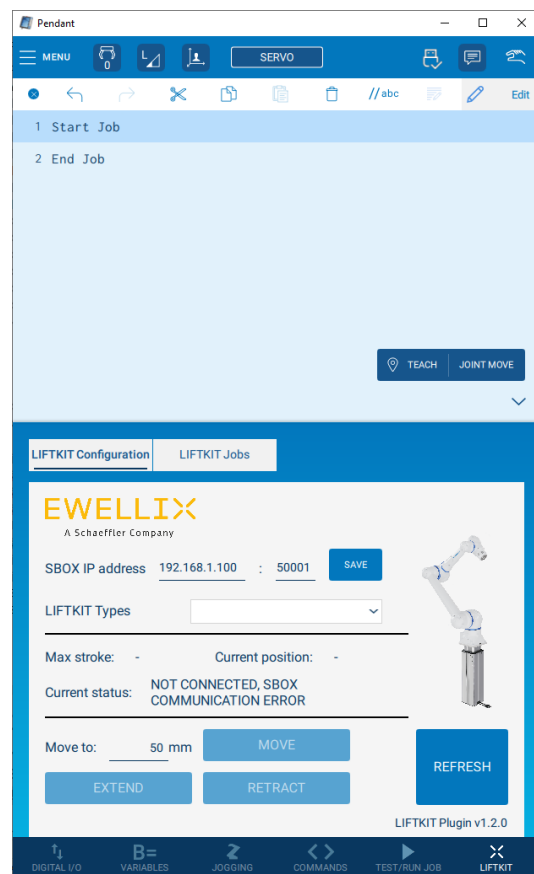 Pendant
MENU
0
SERVO
//abc
Edit
1 Start Job
2 End Job
TEACH
JOINT MOVE
LIFTKIT Configuration
LIFTKIT Jobs
EWELLIX
A Schaeffler Company
SBOX IP address 192.168.1.100 : 50001 SAVE
LIFTKIT Types
Max stroke: - Current position: -
Current status: NOT CONNECTED, SBOX
COMMUNICATION ERROR
Move to: 50 mm MOVE
EXTEND RETRACT
REFRESH
LIFTKIT Plugin v1.2.0
DIGITAL I/O
B=
VARIABLES
JOGGING
COMMANDS
TEST/RUN JOB
LIFTKIT